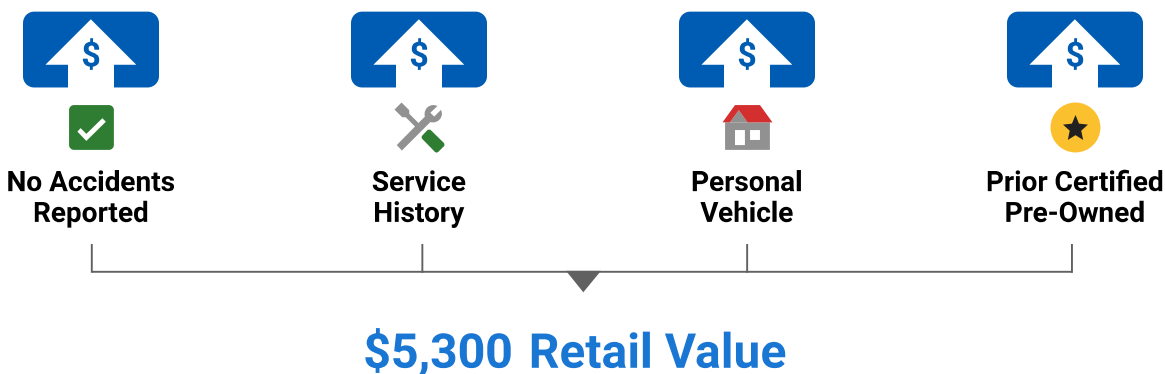 $ $ $ $
No Accidents Reported
Service History
Personal Vehicle
Prior Certified Pre-Owned
$5,300 Retail Value